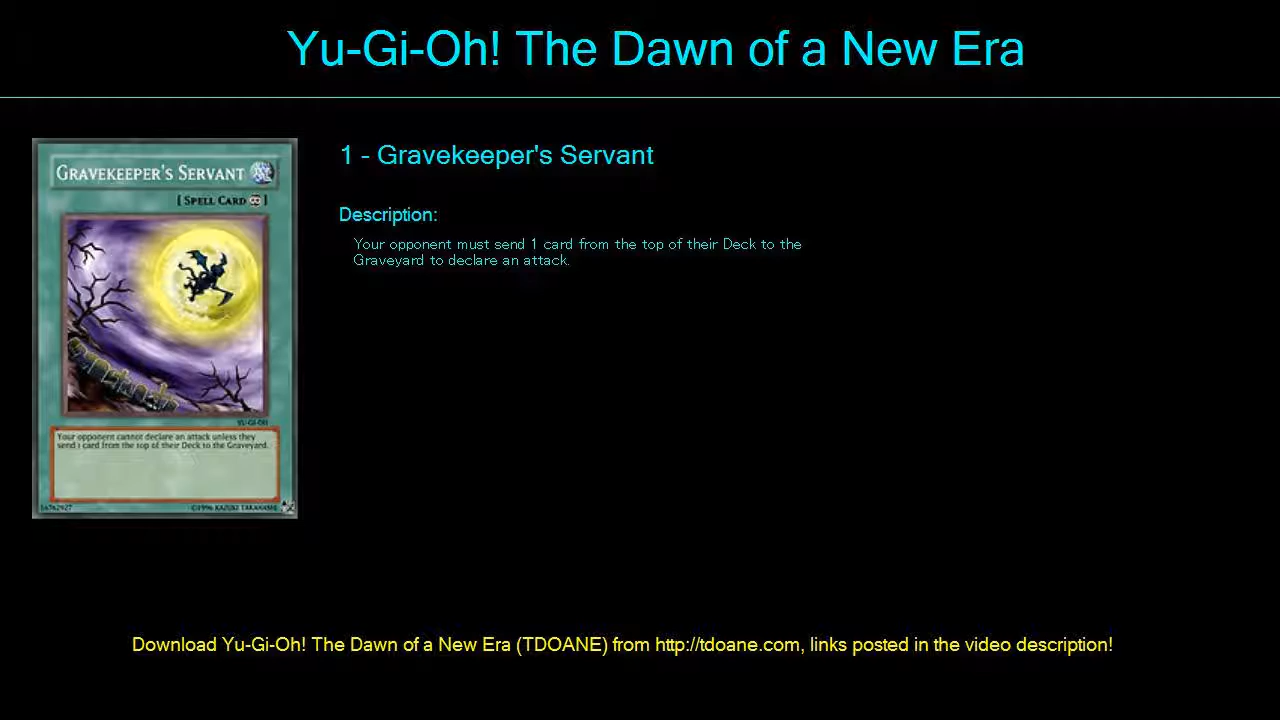 Yu-Gi-Oh! The Dawn of a New Era
GRAVEKEEPER'S SERVANT
[ SPELL CARD ]
YU-GI-OH
Your opponent cannot declare an attack unless they
send 1 card from the top of their Deck to the Graveyard.
16762927
©1996 KAZUKI TAKAHASHI
1 - Gravekeeper's Servant
Description:
Your opponent must send 1 card from the top of their Deck to the
Graveyard to declare an attack.
Download Yu-Gi-Oh! The Dawn of a New Era (TDOANE) from http://tdoane.com, links posted in the video description!